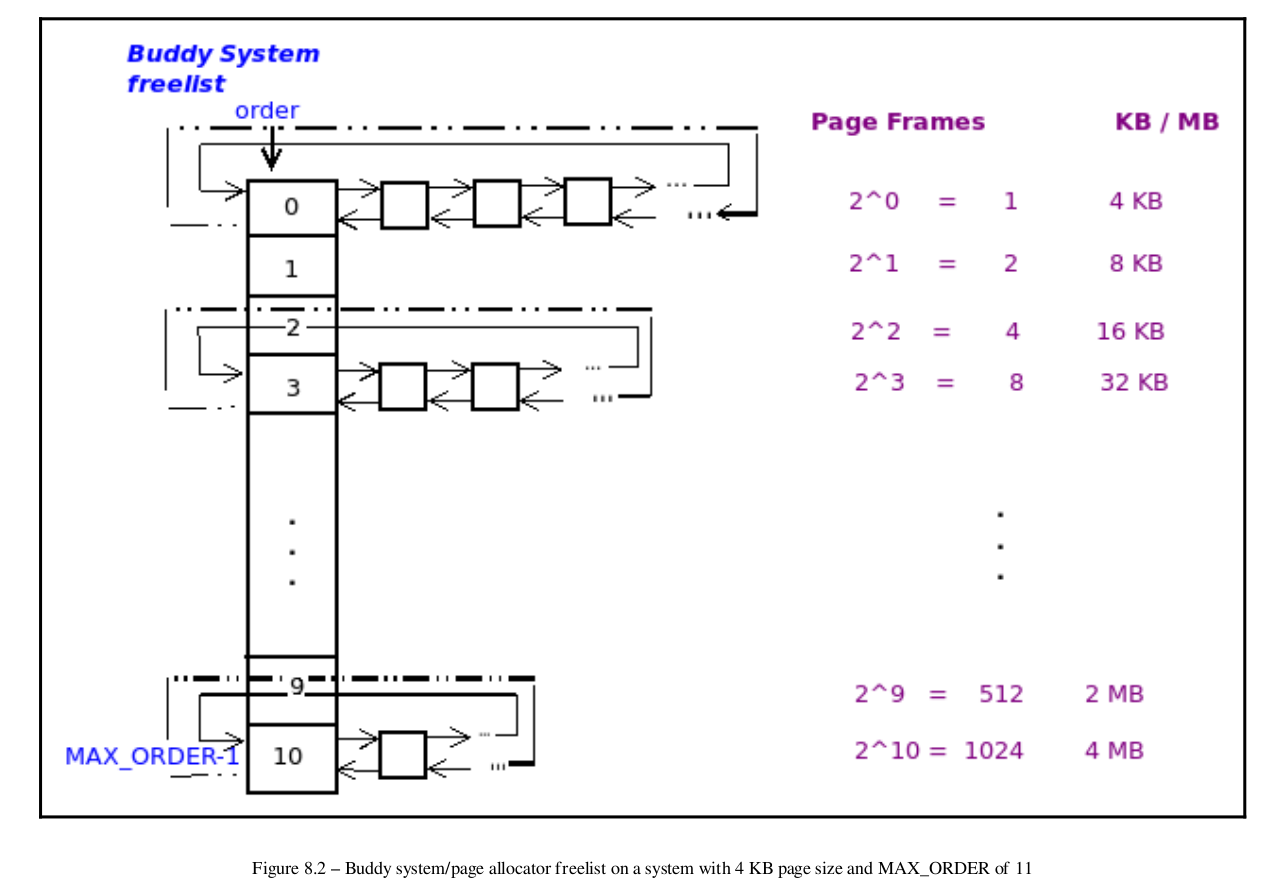 Buddy System
freelist
order
Page Frames KB / MB
0 ... ... 2^0 = 1 4 KB
1 2^1 = 2 8 KB
2 2^2 = 4 16 KB
3 ... ... 2^3 = 8 32 KB
.
.
.
.
.
.
9 2^9 = 512 2 MB
MAX_ORDER-1 10 ... ... 2^10 = 1024 4 MB
Figure 8.2 – Buddy system/page allocator freelist on a system with 4 KB page size and MAX_ORDER of 11